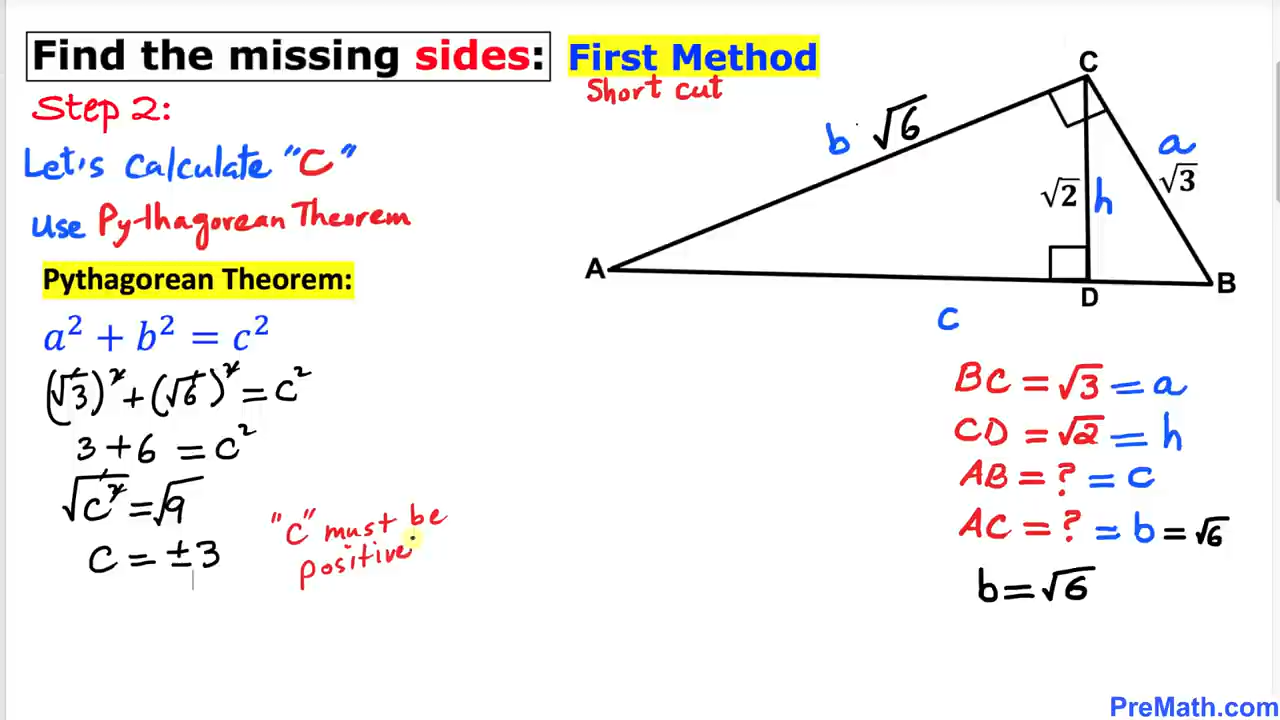 Find the missing sides: First Method
Short cut
Step 2:
Let's Calculate "C"
use Pythagorean Theorem
Pythagorean Theorem:
a² + b² = c²
(√3)² + (√6)² = c²
3 + 6 = c²
√c² = √9
c = ±3
"c" must be
positive
C
b √6
a
√3
√2 h
A
B
D
c
BC = √3 = a
CD = √2 = h
AB = ? = c
AC = ? = b = √6
b = √6
PreMath.com